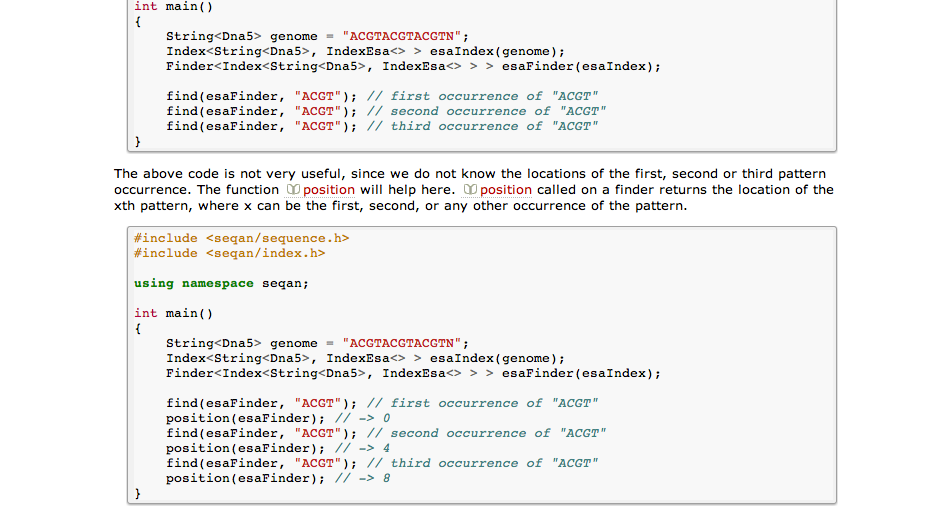 int main()
{
    String<Dna5> genome = "ACGTACGTACGTN";
    Index<String<Dna5>, IndexEsa<> > esaIndex(genome);
    Finder<Index<String<Dna5>, IndexEsa<> > > esaFinder(esaIndex);
    find(esaFinder, "ACGT"); // first occurrence of "ACGT"
    find(esaFinder, "ACGT"); // second occurrence of "ACGT"
    find(esaFinder, "ACGT"); // third occurrence of "ACGT"
}
The above code is not very useful, since we do not know the locations of the first, second or third pattern
occurrence. The function position will help here. position called on a finder returns the location of the
xth pattern, where x can be the first, second, or any other occurrence of the pattern.
#include <seqan/sequence.h>
#include <seqan/index.h>
using namespace seqan;
int main()
{
    String<Dna5> genome = "ACGTACGTACGTN";
    Index<String<Dna5>, IndexEsa<> > esaIndex(genome);
    Finder<Index<String<Dna5>, IndexEsa<> > > esaFinder(esaIndex);
    find(esaFinder, "ACGT"); // first occurrence of "ACGT"
    position(esaFinder); // -> 0
    find(esaFinder, "ACGT"); // second occurrence of "ACGT"
    position(esaFinder); // -> 4
    find(esaFinder, "ACGT"); // third occurrence of "ACGT"
    position(esaFinder); // -> 8
}